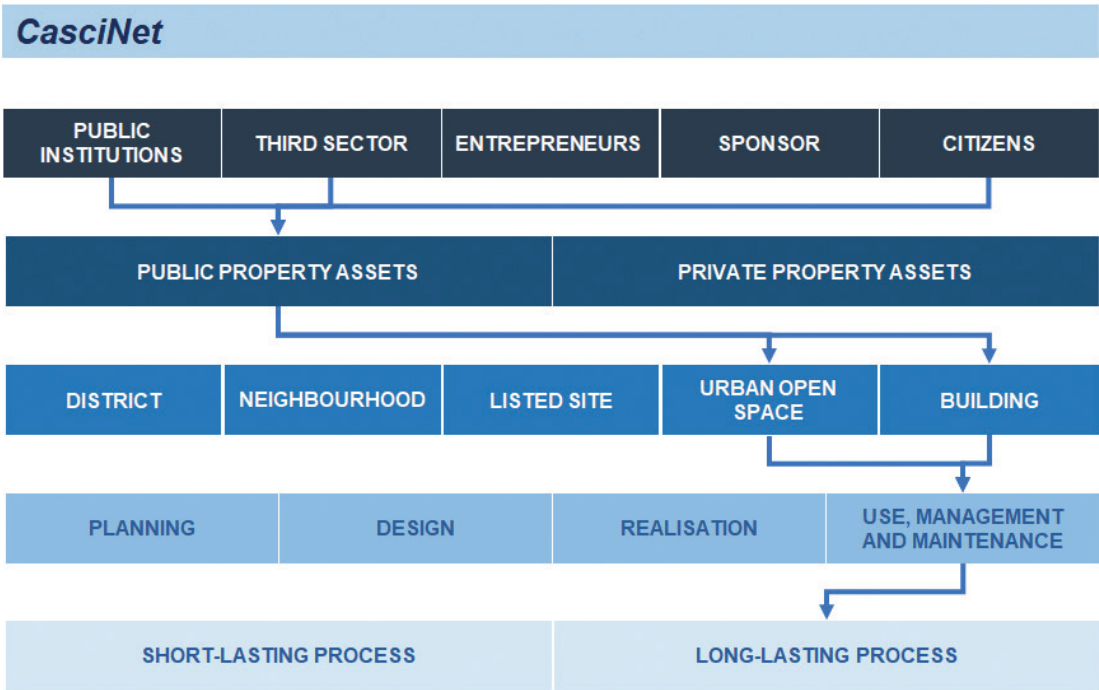 CasciNet
PUBLIC
INSTITUTIONS
THIRD SECTOR
ENTREPRENEURS
SPONSOR
CITIZENS
PUBLIC PROPERTY ASSETS
PRIVATE PROPERTY ASSETS
DISTRICT
NEIGHBOURHOOD
LISTED SITE
URBAN OPEN
SPACE
BUILDING
PLANNING
DESIGN
REALISATION
USE, MANAGEMENT
AND MAINTENANCE
SHORT-LASTING PROCESS
LONG-LASTING PROCESS